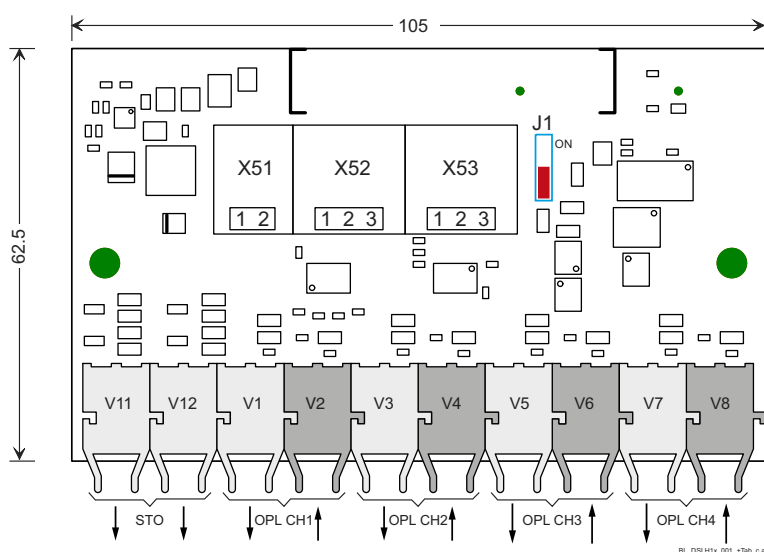 105
62.5
J1
ON
X51 X52 X53
1 2 1 2 3 1 2 3
V11 V12 V1 V2 V3 V4 V5 V6 V7 V8
STO OPL CH1 OPL CH2 OPL CH3 OPL CH4